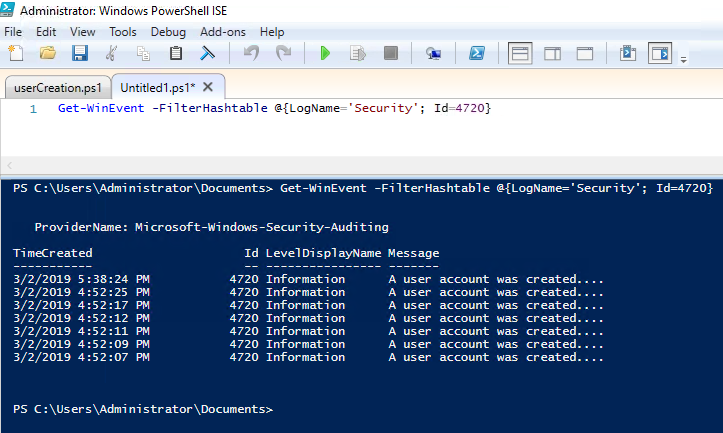 Administrator: Windows PowerShell ISE
File Edit View Tools Debug Add-ons Help
userCreation.ps1 Untitled1.ps1* X
1 Get-WinEvent -FilterHashtable @{LogName='Security'; Id=4720}
PS C:\Users\Administrator\Documents> Get-WinEvent -FilterHashtable @{LogName='Security'; Id=4720}
ProviderName: Microsoft-Windows-Security-Auditing
TimeCreated Id LevelDisplayName Message
----------- -- ---------------- -------
3/2/2019 5:38:24 PM 4720 Information A user account was created....
3/2/2019 4:52:25 PM 4720 Information A user account was created....
3/2/2019 4:52:17 PM 4720 Information A user account was created....
3/2/2019 4:52:12 PM 4720 Information A user account was created....
3/2/2019 4:52:11 PM 4720 Information A user account was created....
3/2/2019 4:52:09 PM 4720 Information A user account was created....
3/2/2019 4:52:07 PM 4720 Information A user account was created....
PS C:\Users\Administrator\Documents>